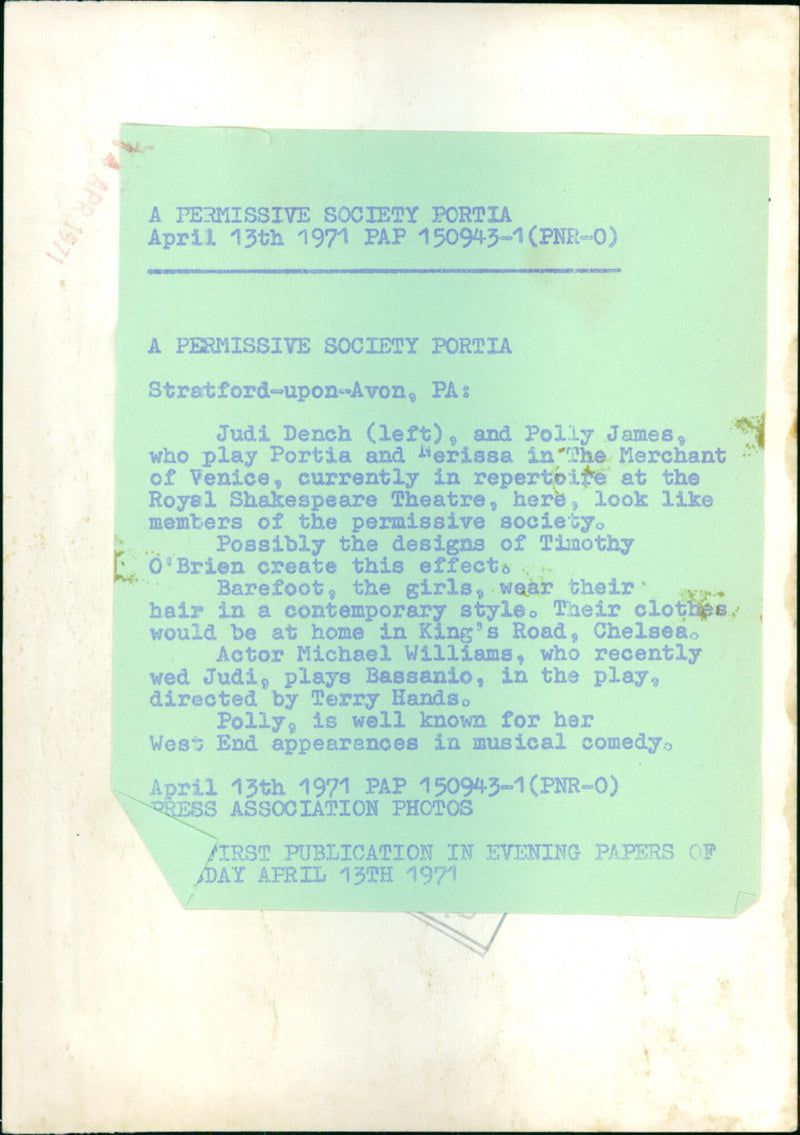 APR 1971
A PERMISSIVE SOCIETY PORTIA
April 13th 1971 PAP 150943-1(PNR-0)
A PERMISSIVE SOCIETY PORTIA
Stratford-upon-Avon, PA:
Judi Dench (left), and Polly James,
who play Portia and Nerissa in The Merchant
of Venice, currently in repertoire at the
Royal Shakespeare Theatre, here, look like
members of the permissive society.
Possibly the designs of Timothy
O'Brien create this effect.
Barefoot, the girls, wear their
hair in a contemporary style. Their clothes
would be at home in King's Road, Chelsea.
Actor Michael Williams, who recently
wed Judi, plays Bassanio, in the play,
directed by Terry Hands.
Polly, is well known for her
West End appearances in musical comedy.
April 13th 1971 PAP 150943-1(PNR-0)
PRESS ASSOCIATION PHOTOS
FIRST PUBLICATION IN EVENING PAPERS OF
DAY APRIL 13TH 1971